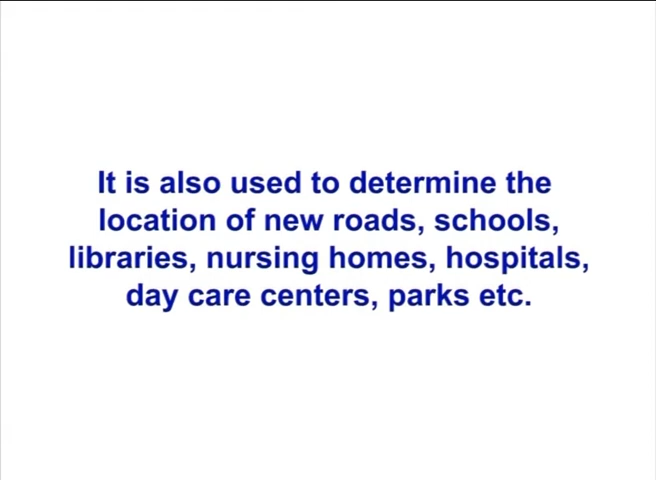 It is also used to determine the
location of new roads, schools,
libraries, nursing homes, hospitals,
day care centers, parks etc.